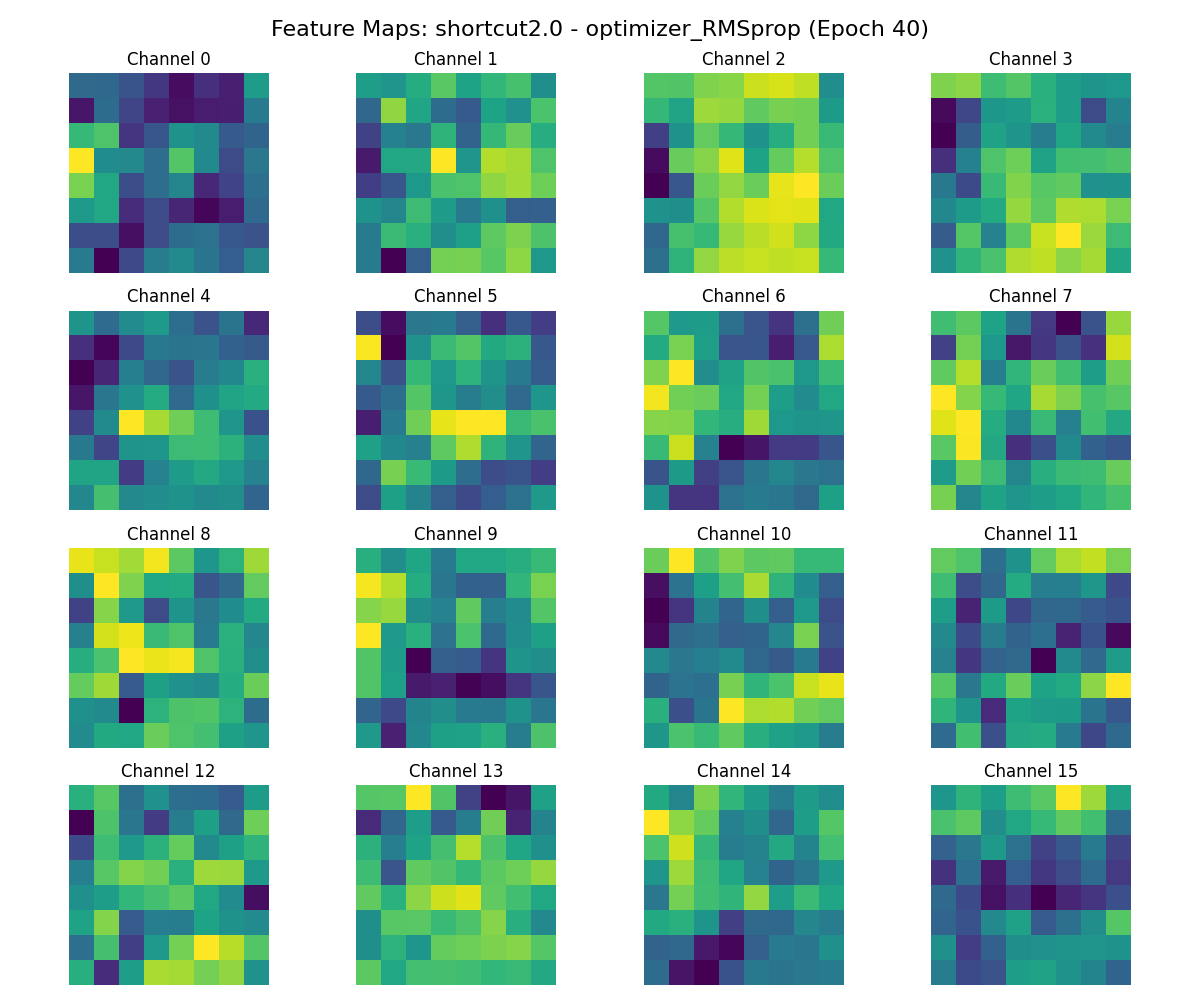 Feature Maps: shortcut2.0 - optimizer_RMSprop (Epoch 40)
Channel 0
Channel 1
Channel 2
Channel 3
Channel 4
Channel 5
Channel 6
Channel 7
Channel 8
Channel 9
Channel 10
Channel 11
Channel 12
Channel 13
Channel 14
Channel 15